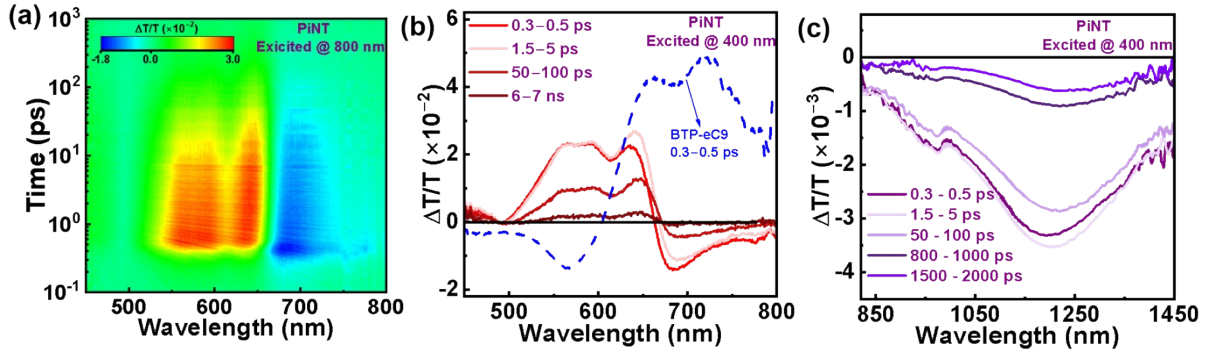 (a)
ΔT/T (×10⁻²)
-1.8
0.0
3.0
PiNT
Exicited @ 800 nm
10³
10²
10¹
10⁰
10⁻¹
Time (ps)
500
600
700
800
Wavelength (nm)
(b)
PiNT
Excited @ 400 nm
0.3–0.5 ps
1.5–5 ps
50–100 ps
6–7 ns
BTP-eC9
0.3–0.5 ps
6
4
2
0
-2
ΔT/T (×10⁻²)
500
600
700
800
Wavelength (nm)
(c)
PiNT
Excited @ 400 nm
0
-1
-2
-3
-4
ΔT/T (×10⁻³)
0.3 - 0.5 ps
1.5 - 5 ps
50 - 100 ps
800 - 1000 ps
1500 - 2000 ps
850
1050
1250
1450
Wavelength (nm)